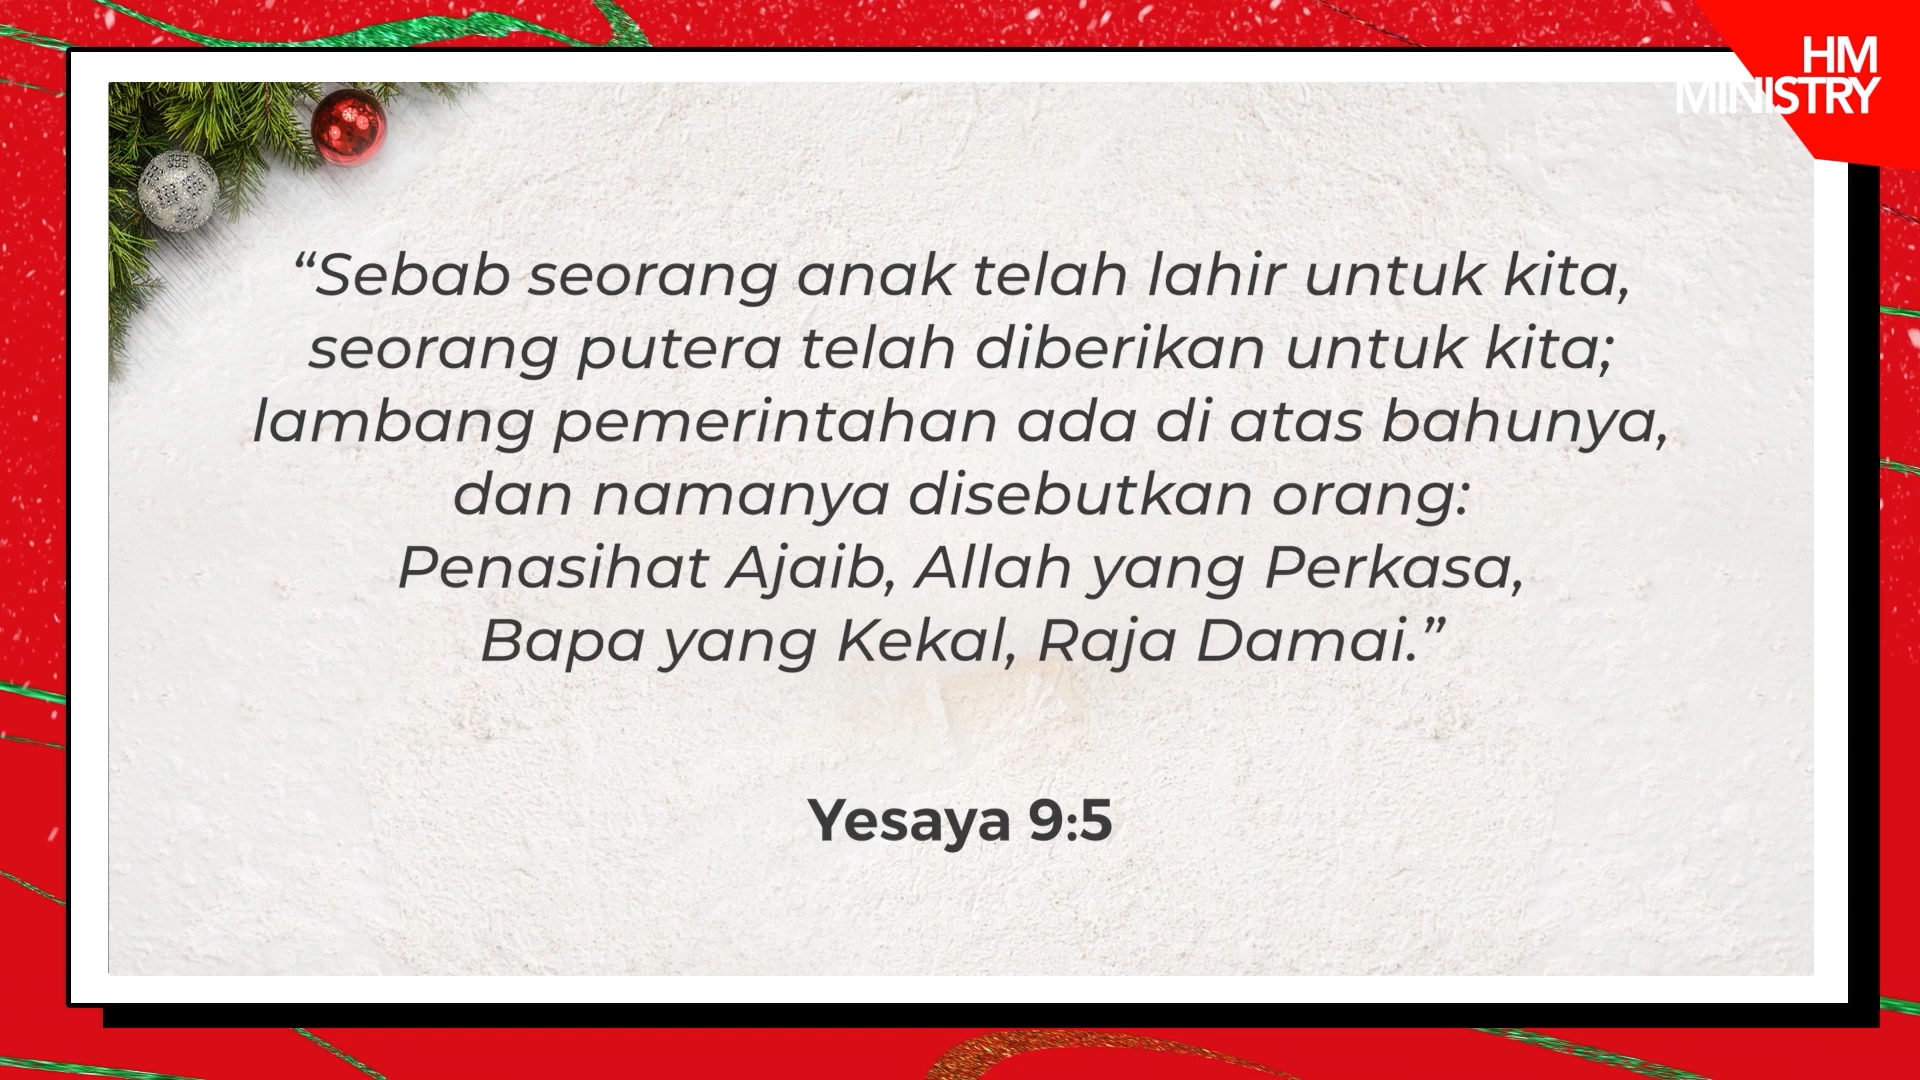 HM
MINISTRY
“Sebab seorang anak telah lahir untuk kita,
seorang putera telah diberikan untuk kita;
lambang pemerintahan ada di atas bahunya,
dan namanya disebutkan orang:
Penasihat Ajaib, Allah yang Perkasa,
Bapa yang Kekal, Raja Damai.”
Yesaya 9:5